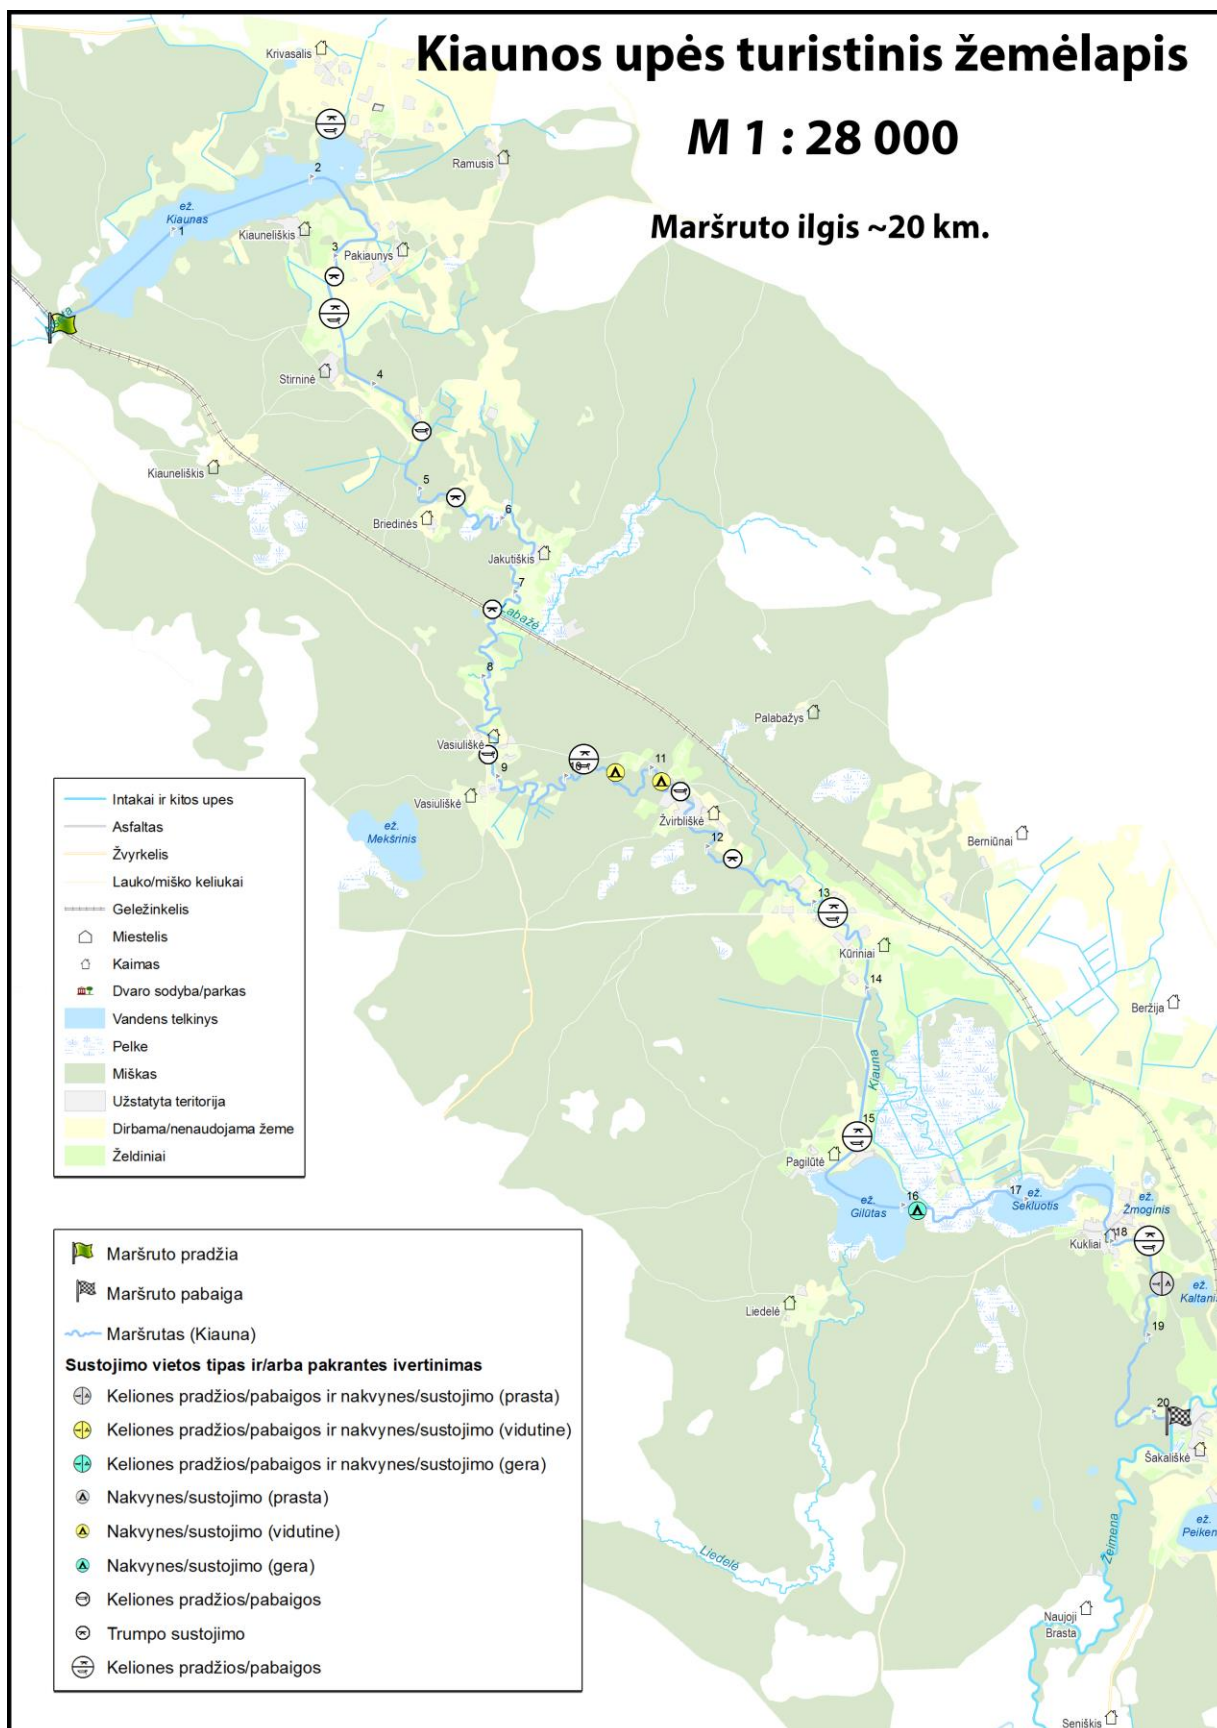 Kiaunos upės turistinis žemėlapis
M 1 : 28 000
Maršruto ilgis ~20 km.
Krivasalis
Ramusis
2
ež.
Kiaunas
1
Kiauneliškis
3
Pakiaunys
Stirninė
4
Kiauneliškis
5
Briedinės
6
Jakutiškis
7
Labažė
8
Palabažys
Vasiuliškė
9
10
11
Vasiuliškė
Žvirbliškė
ež.
Mekšrinis
12
Berniūnai
13
Kūriniai
14
Beržija
Kiauna
15
Pagilūtė
16
17
ež.
Gilūtas
ež.
Sekluotis
ež.
Žmoginis
18
Kukliai
ež.
Kaltanis
Liedelė
19
20
Šakališkė
ež.
Peiken
Liedelė
Žeimena
Naujoji
Brasta
Seniškis
Intakai ir kitos upes
Asfaltas
Žvyrkelis
Lauko/miško keliukai
Geležinkelis
Miestelis
Kaimas
Dvaro sodyba/parkas
Vandens telkinys
Pelke
Miškas
Užstatyta teritorija
Dirbama/nenaudojama žeme
Želdiniai
Maršruto pradžia
Maršruto pabaiga
Maršrutas (Kiauna)
Sustojimo vietos tipas ir/arba pakrantes ivertinimas
Keliones pradžios/pabaigos ir nakvynes/sustojimo (prasta)
Keliones pradžios/pabaigos ir nakvynes/sustojimo (vidutine)
Keliones pradžios/pabaigos ir nakvynes/sustojimo (gera)
Nakvynes/sustojimo (prasta)
Nakvynes/sustojimo (vidutine)
Nakvynes/sustojimo (gera)
Keliones pradžios/pabaigos
Trumpo sustojimo
Keliones pradžios/pabaigos